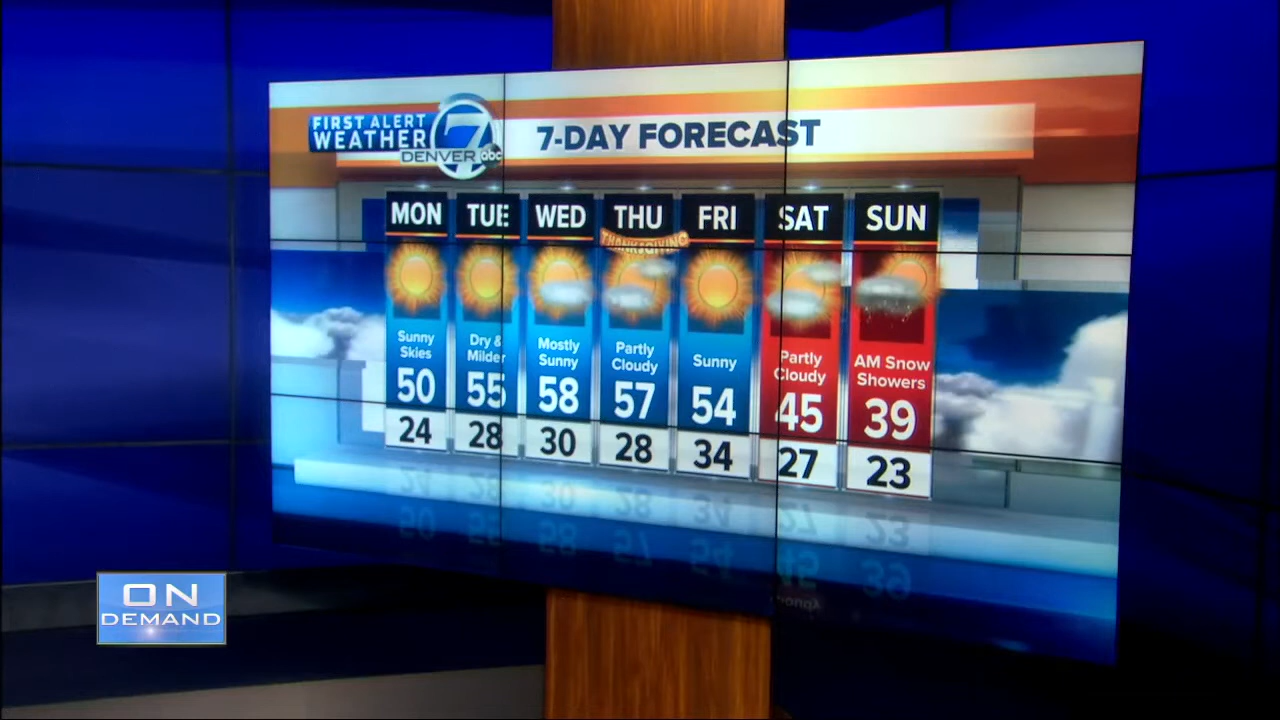 FIRST ALERT
WEATHER
7
DENVER abc
7-DAY FORECAST
MON TUE WED THU FRI SAT SUN
THANKSGIVING
Sunny
Skies
Dry &
Milder
Mostly
Sunny
Partly
Cloudy
Sunny
Partly
Cloudy
AM Snow
Showers
50 55 58 57 54 45 39
24 28 30 28 34 27 23
ON
DEMAND